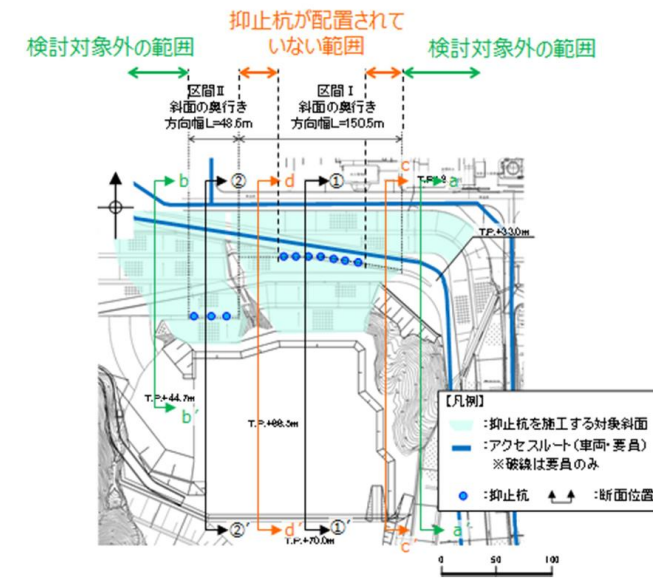 抑止杭が配置されて
いない範囲
検討対象外の範囲
検討対象外の範囲
区間Ⅱ
斜面の奥行き
方向幅L=48.6m
区間Ⅰ
斜面の奥行き
方向幅L=150.5m
b
②
d
①
c
a
T.P.+33.0m
T.P.+44.7m
b′
T.P.+88.5m
【凡例】
:抑止杭を施工する対象斜面
:アクセスルート(車両・要員)
※破線は要員のみ
:抑止杭
:断面位置
②′
d′
①′
c′
a′
T.P.+70.0m
0 50 100